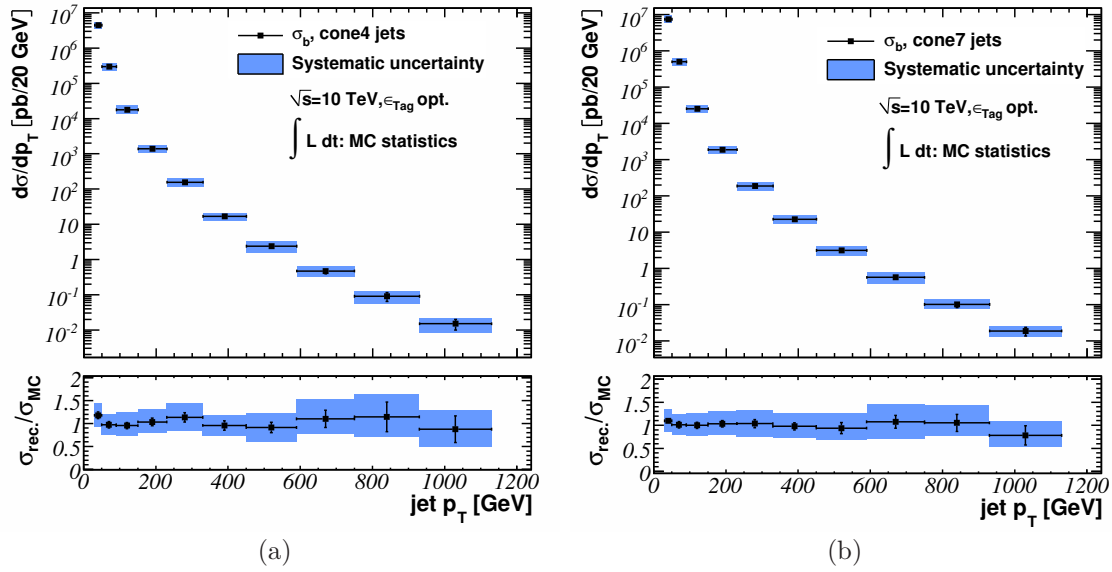 dσ/dp_T [pb/20 GeV]
10^7
10^6
10^5
10^4
10^3
10^2
10
1
10^-1
10^-2
σ_b, cone4 jets
Systematic uncertainty
√s=10 TeV,ε_Tag opt.
∫ L dt: MC statistics
σ_rec./σ_MC
2
1.5
1
0.5
0
0 200 400 600 800 1000 1200
jet p_T [GeV]
(a)
dσ/dp_T [pb/20 GeV]
10^7
10^6
10^5
10^4
10^3
10^2
10
1
10^-1
10^-2
σ_b, cone7 jets
Systematic uncertainty
√s=10 TeV,ε_Tag opt.
∫ L dt: MC statistics
σ_rec./σ_MC
2
1.5
1
0.5
0
0 200 400 600 800 1000 1200
jet p_T [GeV]
(b)